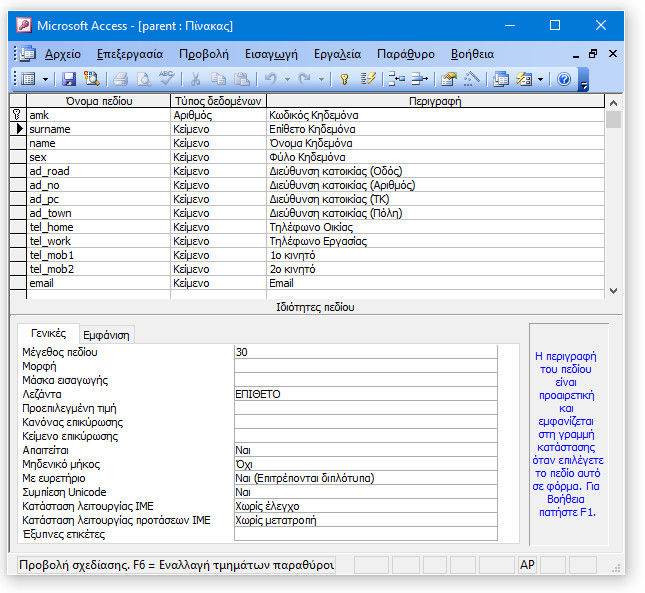 Microsoft Access - [parent : Πίνακας]
Αρχείο Επεξεργασία Προβολή Εισαγωγή Εργαλεία Παράθυρο Βοήθεια
Όνομα πεδίου Τύπος δεδομένων Περιγραφή
amk Αριθμός Κωδικός Κηδεμόνα
surname Κείμενο Επίθετο Κηδεμόνα
name Κείμενο Όνομα Κηδεμόνα
sex Κείμενο Φύλο Κηδεμόνα
ad_road Κείμενο Διεύθυνση κατοικίας (Οδός)
ad_no Κείμενο Διεύθυνση κατοικίας (Αριθμός)
ad_pc Κείμενο Διεύθυνση κατοικίας (ΤΚ)
ad_town Κείμενο Διεύθυνση κατοικίας (Πόλη)
tel_home Κείμενο Τηλέφωνο Οικίας
tel_work Κείμενο Τηλέφωνο Εργασίας
tel_mob1 Κείμενο 1ο κινητό
tel_mob2 Κείμενο 2ο κινητό
email Κείμενο Email
Ιδιότητες πεδίου
Γενικές Εμφάνιση
Μέγεθος πεδίου 30
Μορφή
Μάσκα εισαγωγής
Λεζάντα ΕΠΙΘΕΤΟ
Προεπιλεγμένη τιμή
Κανόνας επικύρωσης
Κείμενο επικύρωσης
Απαιτείται Ναι
Μηδενικό μήκος Όχι
Με ευρετήριο Ναι (Επιτρέπονται διπλότυπα)
Συμπίεση Unicode Ναι
Κατάσταση λειτουργίας IME Χωρίς έλεγχο
Κατάσταση λειτουργίας προτάσεων IME Χωρίς μετατροπή
Έξυπνες ετικέτες
Η περιγραφή
του πεδίου
είναι
προαιρετική
και
εμφανίζεται
στη γραμμή
κατάστασης
όταν επιλέγετε
το πεδίο αυτό
σε φόρμα. Για
Βοήθεια
πατήστε F1.
Προβολή σχεδίασης. F6 = Εναλλαγή τμημάτων παραθύρου ΑΡ